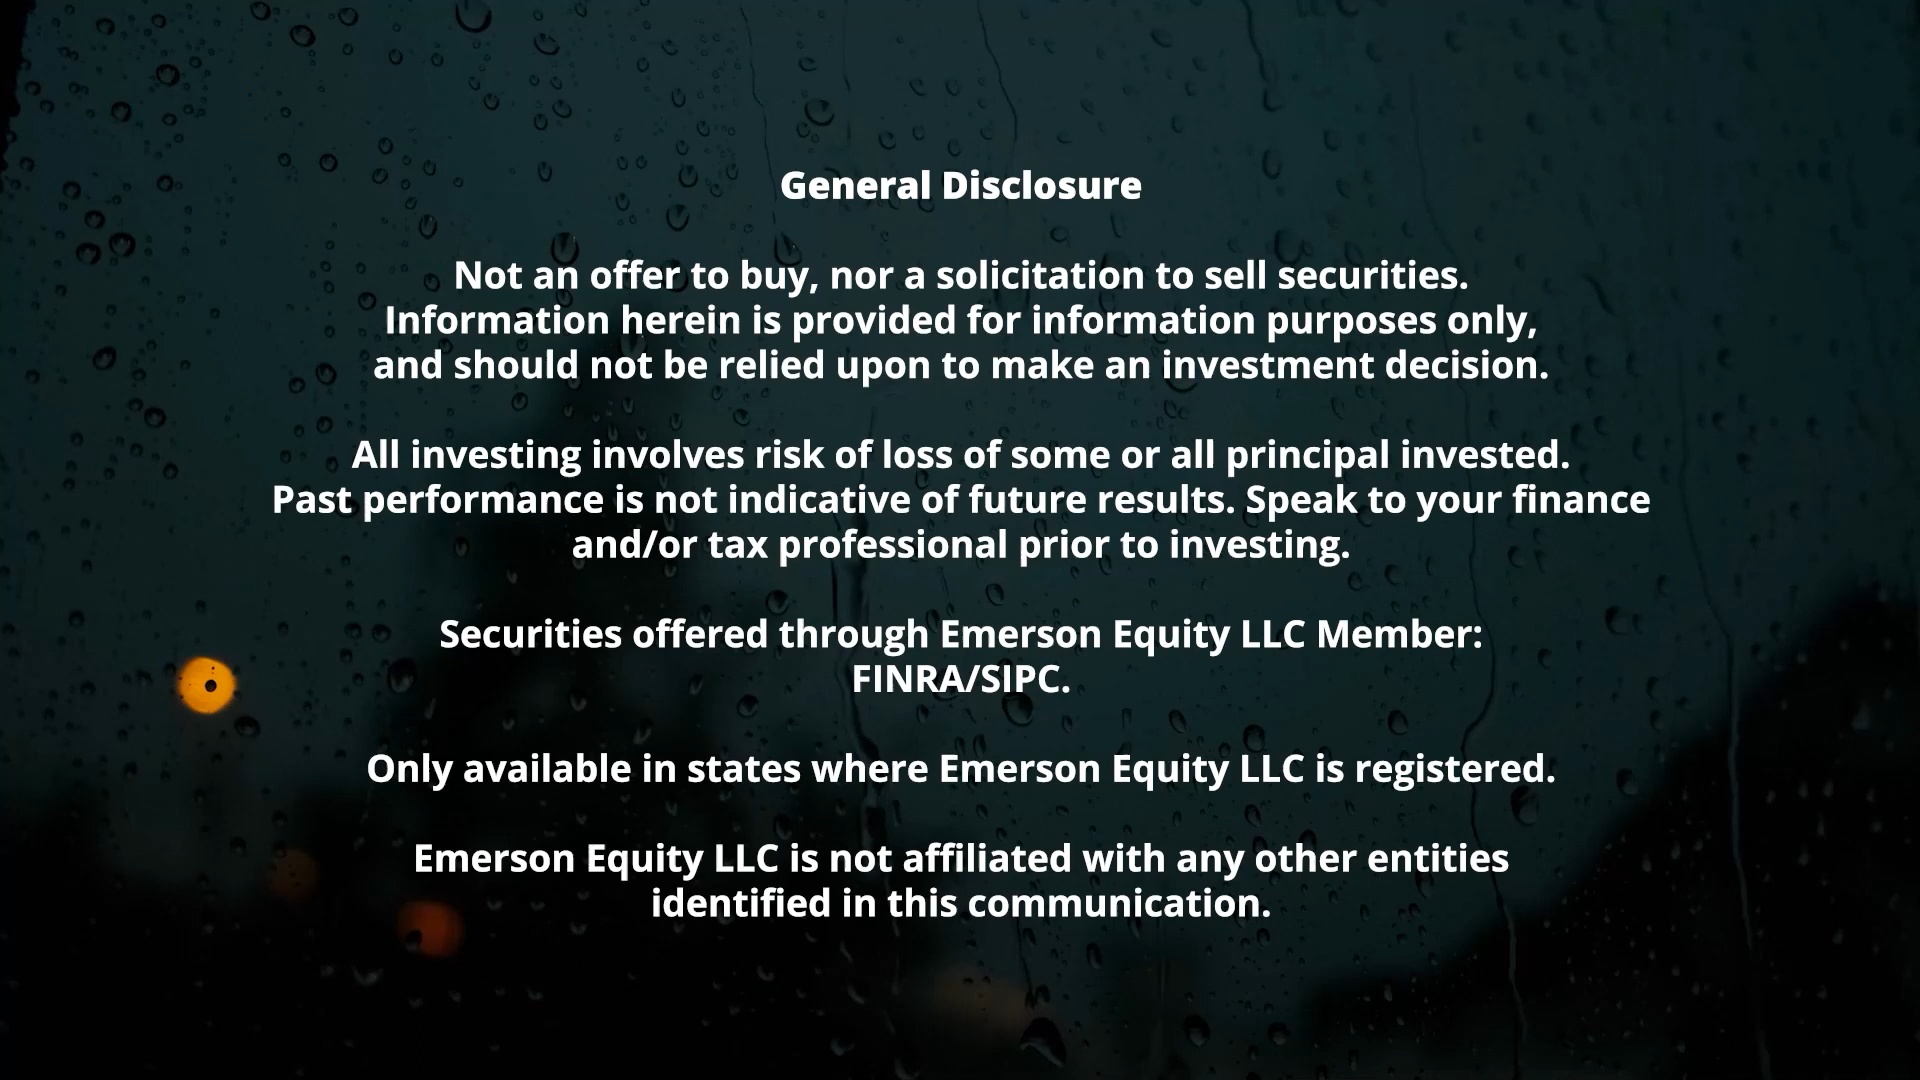 General Disclosure
Not an offer to buy, nor a solicitation to sell securities.
Information herein is provided for information purposes only,
and should not be relied upon to make an investment decision.
All investing involves risk of loss of some or all principal invested.
Past performance is not indicative of future results. Speak to your finance
and/or tax professional prior to investing.
Securities offered through Emerson Equity LLC Member:
FINRA/SIPC.
Only available in states where Emerson Equity LLC is registered.
Emerson Equity LLC is not affiliated with any other entities
identified in this communication.